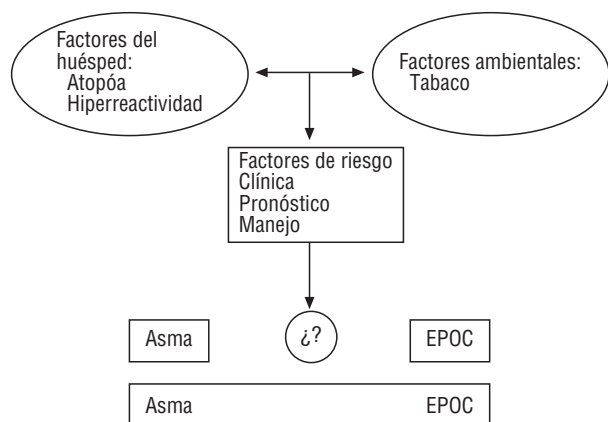 Factores del
huésped:
Atopóa
Hiperreactividad
Factores ambientales:
Tabaco
Factores de riesgo
Clínica
Pronóstico
Manejo
Asma
¿?
EPOC
Asma
EPOC